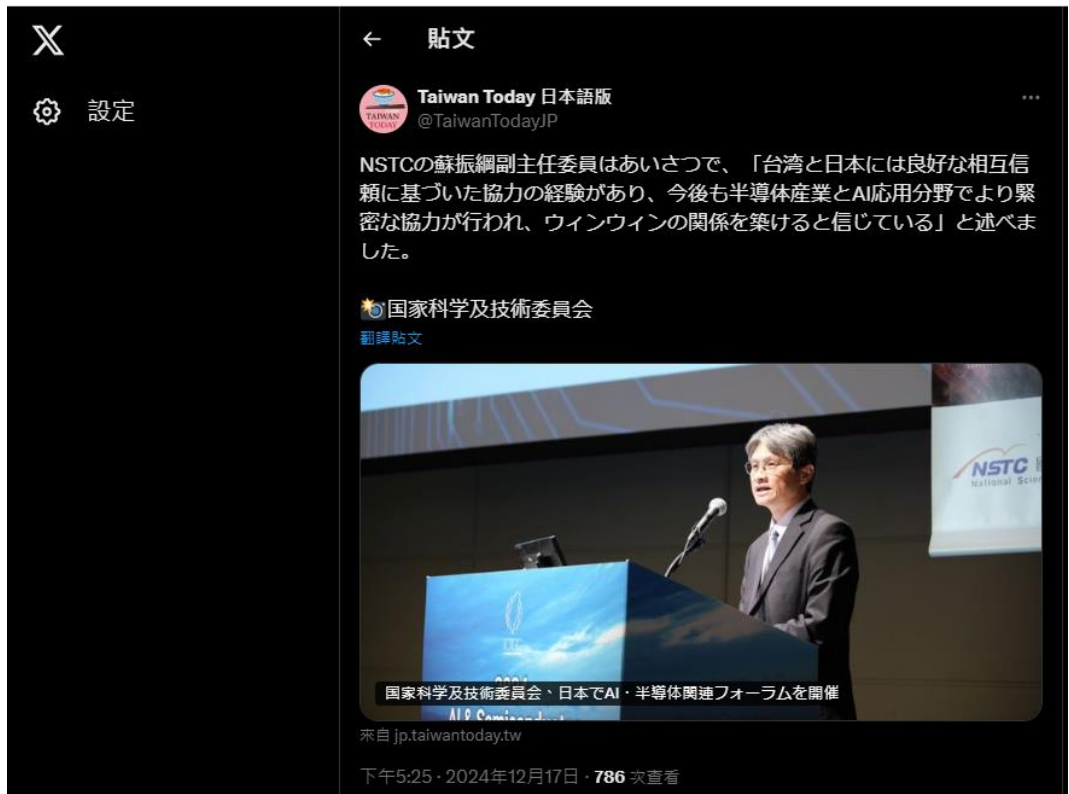 貼文
設定
Taiwan Today 日本語版
TAIWAN
TODAY
@TaiwanTodayJP
NSTCの蘇振綱副主任委員はあいさつで、「台湾と日本には良好な相互信
頼に基づいた協力の経験があり、今後も半導体産業とAI応用分野でより緊
密な協力が行われ、ウィンウィンの関係を築けると信じている」と述べま
した。
国家科学及技術委員会
翻譯貼文
NSTC
National Scien
国家科学及技術委員会、日本でAI・半導体関連フォーラムを開催
來自 jp.taiwantoday.tw
下午5:25 · 2024年12月17日 · 786 次查看